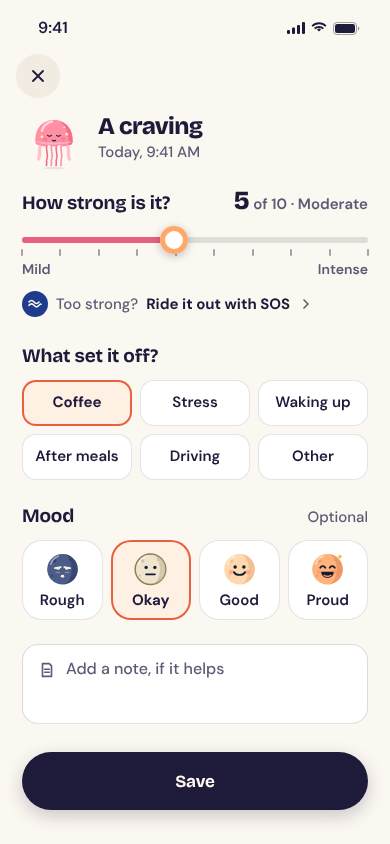 9:41
A craving
Today, 9:41 AM
How strong is it?
5 of 10 · Moderate
Mild
Intense
Too strong? Ride it out with SOS
What set it off?
Coffee
Stress
Waking up
After meals
Driving
Other
Mood
Optional
Rough
Okay
Good
Proud
Add a note, if it helps
Save